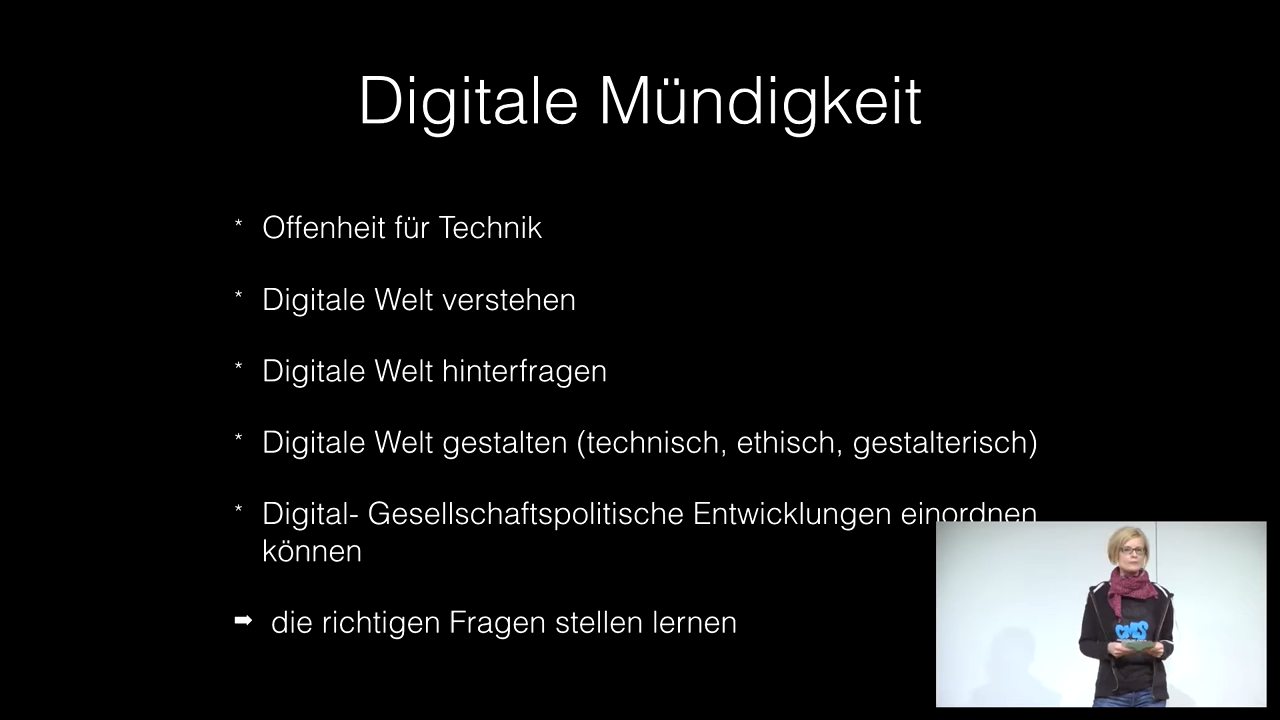 Digitale Mündigkeit
* Offenheit für Technik
* Digitale Welt verstehen
* Digitale Welt hinterfragen
* Digitale Welt gestalten (technisch, ethisch, gestalterisch)
* Digital- Gesellschaftspolitische Entwicklungen einordnen
können
➡ die richtigen Fragen stellen lernen